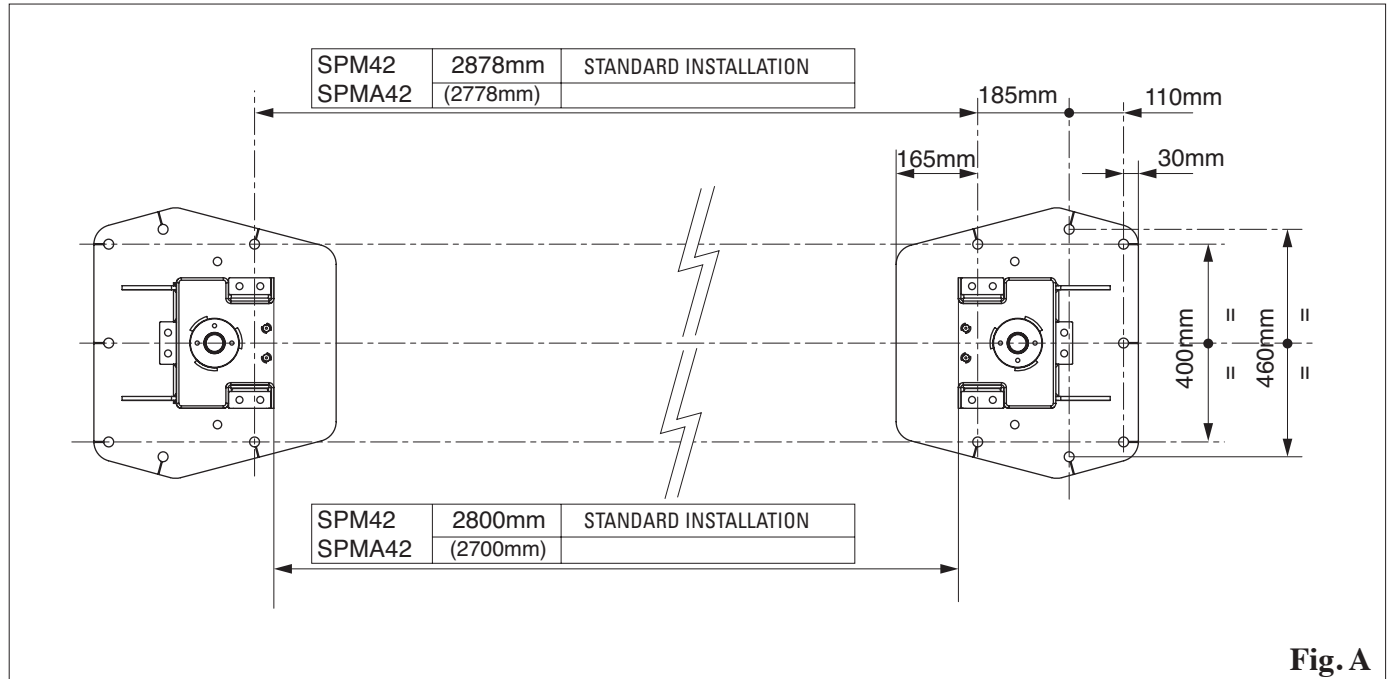 SPM42 2878mm STANDARD INSTALLATION
SPMA42 (2778mm)
185mm 110mm
165mm 30mm
400mm = =
460mm = =
SPM42 2800mm STANDARD INSTALLATION
SPMA42 (2700mm)
Fig. A